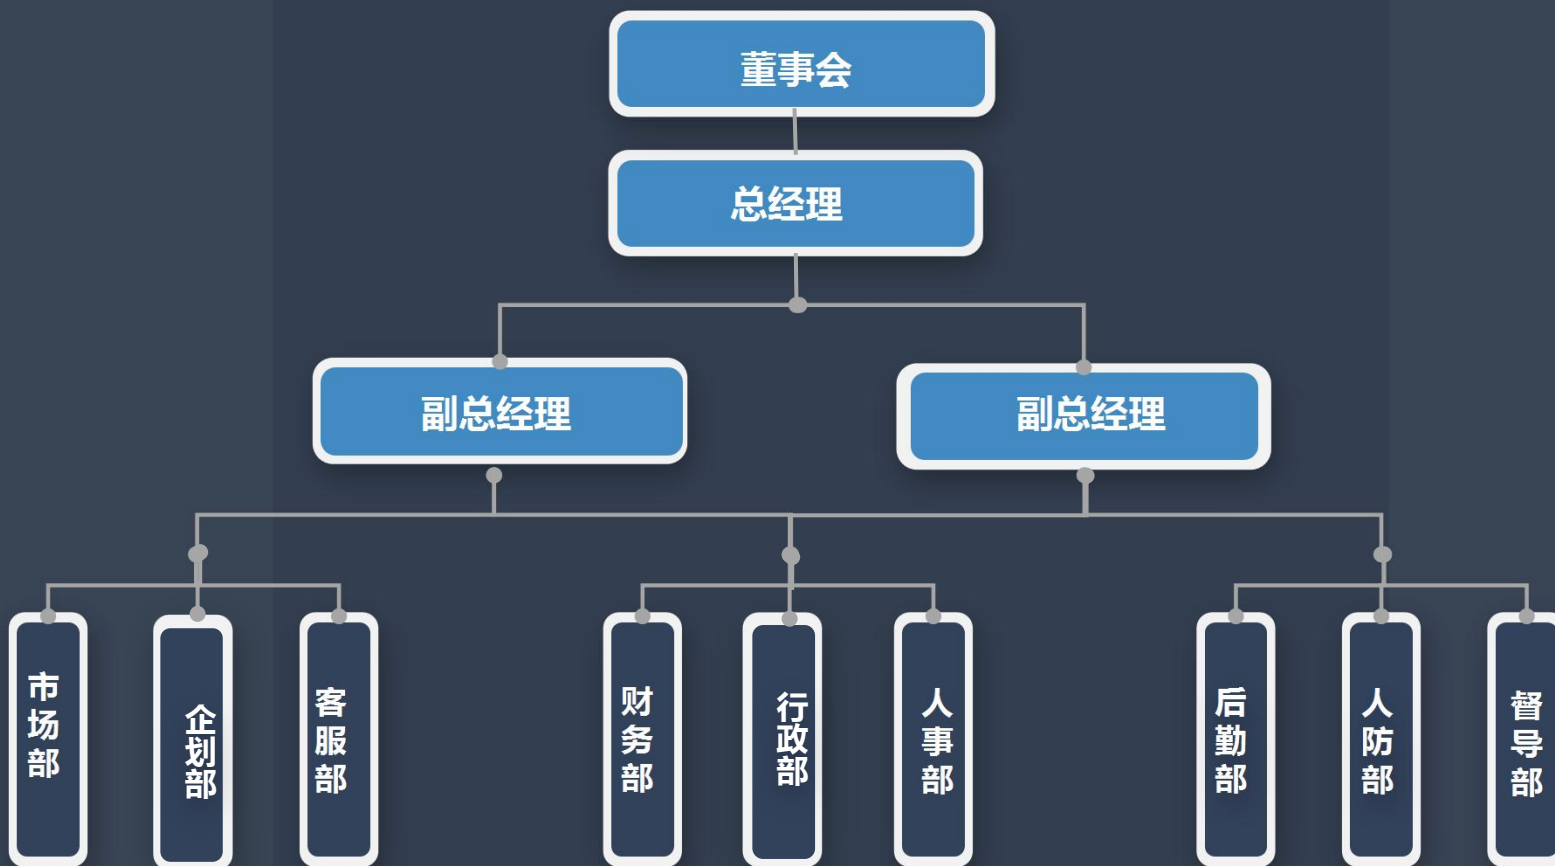 董事会
总经理
副总经理
副总经理
市场部
企划部
客服部
财务部
行政部
人事部
后勤部
人防部
督导部